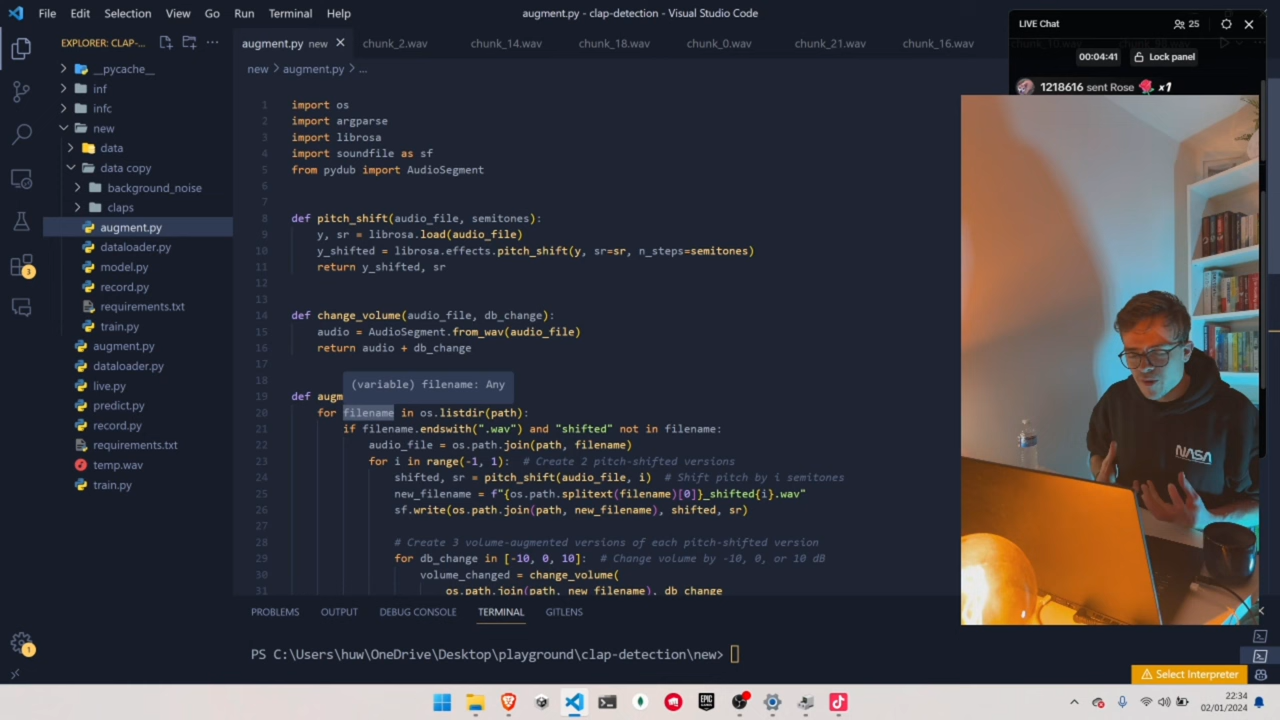 File Edit Selection View Go Run Terminal Help
augment.py - clap-detection - Visual Studio Code
EXPLORER: CLAP-...
__pycache__
inf
infc
new
data
data copy
background_noise
claps
augment.py
dataloader.py
model.py
record.py
requirements.txt
train.py
augment.py
dataloader.py
live.py
predict.py
record.py
requirements.txt
temp.wav
train.py
3
1
augment.py new chunk_2.wav chunk_14.wav chunk_18.wav chunk_0.wav chunk_21.wav chunk_16.wav
new > augment.py > ...
1 import os
2 import argparse
3 import librosa
4 import soundfile as sf
5 from pydub import AudioSegment
6
7
8 def pitch_shift(audio_file, semitones):
9 y, sr = librosa.load(audio_file)
10 y_shifted = librosa.effects.pitch_shift(y, sr=sr, n_steps=semitones)
11 return y_shifted, sr
12
13
14 def change_volume(audio_file, db_change):
15 audio = AudioSegment.from_wav(audio_file)
16 return audio + db_change
17
18
(variable) filename: Any
19 def augm
20 for filename in os.listdir(path):
21 if filename.endswith(".wav") and "shifted" not in filename:
22 audio_file = os.path.join(path, filename)
23 for i in range(-1, 1): # Create 2 pitch-shifted versions
24 shifted, sr = pitch_shift(audio_file, i) # Shift pitch by i semitones
25 new_filename = f"{os.path.splitext(filename)[0]}_shifted{i}.wav"
26 sf.write(os.path.join(path, new_filename), shifted, sr)
27
28 # Create 3 volume-augmented versions of each pitch-shifted version
29 for db_change in [-10, 0, 10]: # Change volume by -10, 0, or 10 dB
30 volume_changed = change_volume(
31 os.path.join(path, new_filename), db_change
PROBLEMS OUTPUT DEBUG CONSOLE TERMINAL GITLENS
PS C:\Users\huw\OneDrive\Desktop\playground\clap-detection\new>
LIVE Chat 25
00:04:41 Lock panel
1218616 sent Rose x1
NASA
Select Interpreter
EPIC GAMES
22:34
02/01/2024